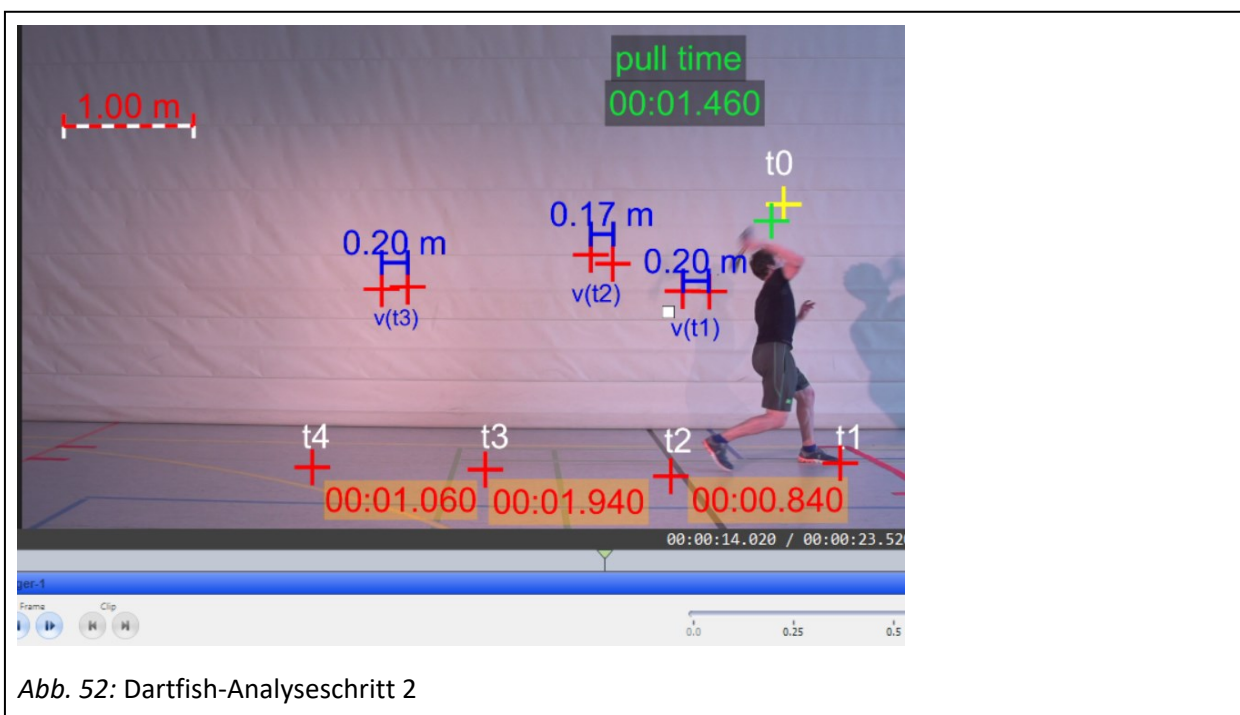 pull time
1.00 m
00:01.460
t0
0.17 m
0.20 m
0.20 m
v(t2)
v(t3)
v(t1)
t4
t3
t2
t1
00:01.060
00:01.940
00:00.840
00:00:14.020 / 00:00:23.520
ger-1
Frame
Clip
0.0
0.25
0.5
Abb. 52: Dartfish-Analyseschritt 2